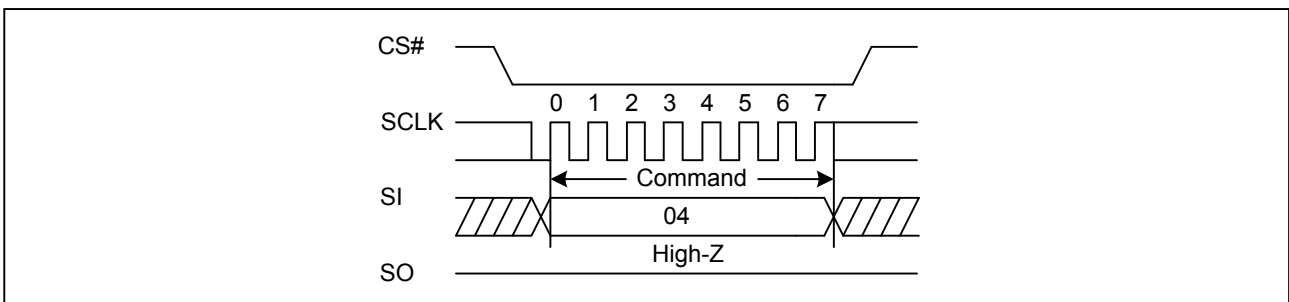 CS#
0 1 2 3 4 5 6 7
SCLK
Command
SI
04
High-Z
SO